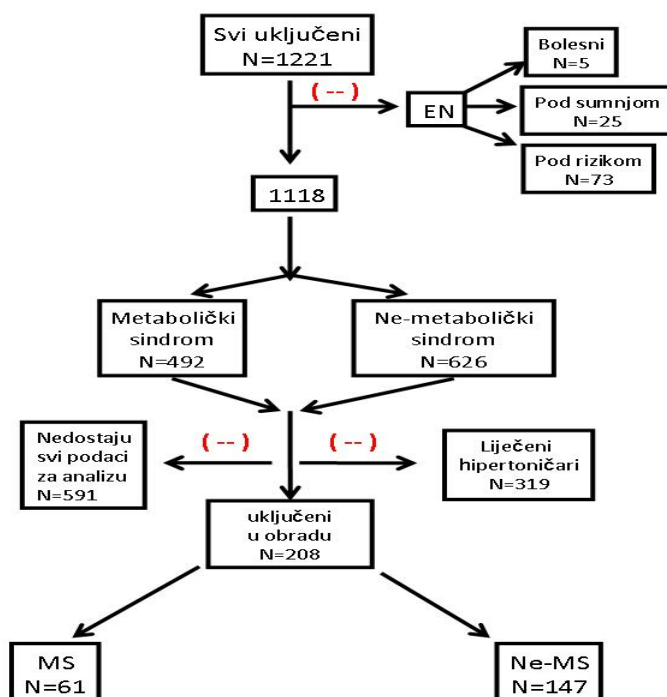 Svi uključeni
N=1221
( -- )
EN
Bolesni
N=5
Pod sumnjom
N=25
Pod rizikom
N=73
1118
Metabolički
sindrom
N=492
Ne-metabolički
sindrom
N=626
Nedostaju
svi podaci
za analizu
N=591
( -- )
( -- )
Liječeni
hipertoničari
N=319
uključeni
u obradu
N=208
MS
N=61
Ne-MS
N=147